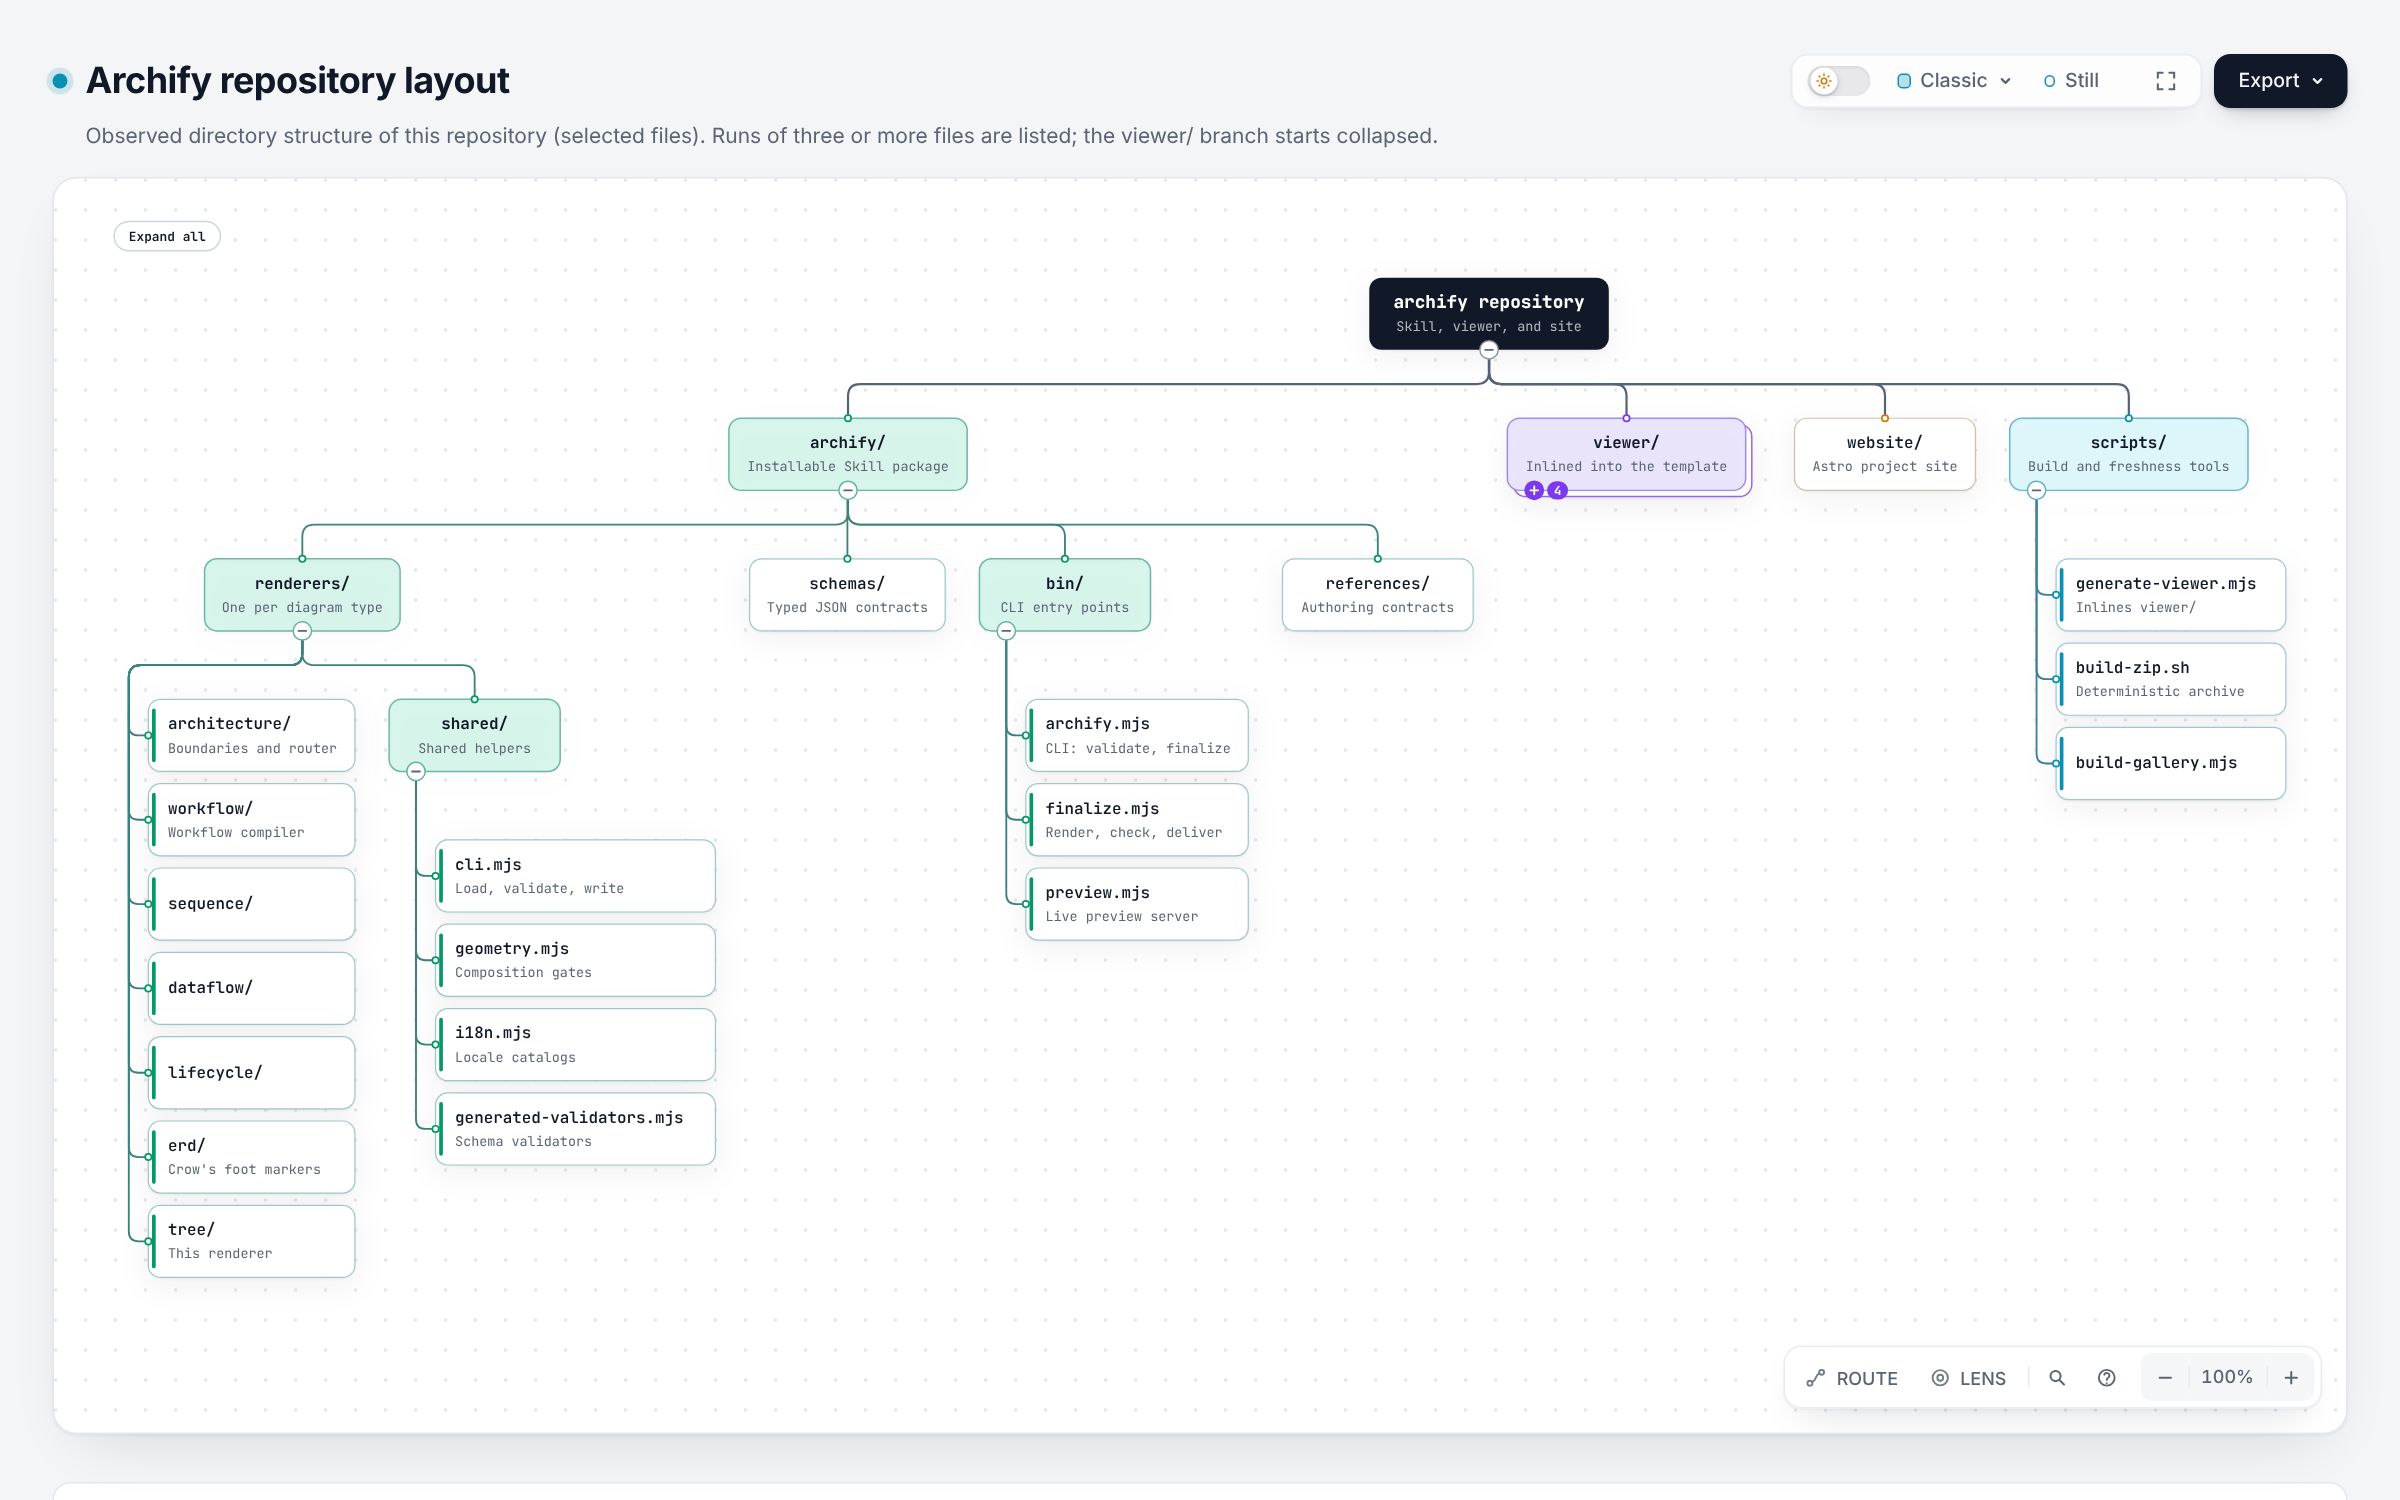 Archify repository layout
Classic
Still
Export
Observed directory structure of this repository (selected files). Runs of three or more files are listed; the viewer/ branch starts collapsed.
Expand all
archify repository
Skill, viewer, and site
archify/
Installable Skill package
viewer/
Inlined into the template
4
website/
Astro project site
scripts/
Build and freshness tools
renderers/
One per diagram type
schemas/
Typed JSON contracts
bin/
CLI entry points
references/
Authoring contracts
generate-viewer.mjs
Inlines viewer/
build-zip.sh
Deterministic archive
build-gallery.mjs
architecture/
Boundaries and router
workflow/
Workflow compiler
sequence/
dataflow/
lifecycle/
erd/
Crow's foot markers
tree/
This renderer
shared/
Shared helpers
cli.mjs
Load, validate, write
geometry.mjs
Composition gates
i18n.mjs
Locale catalogs
generated-validators.mjs
Schema validators
archify.mjs
CLI: validate, finalize
finalize.mjs
Render, check, deliver
preview.mjs
Live preview server
ROUTE
LENS
100%